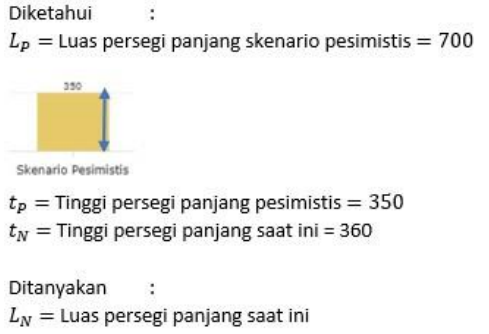 Diketahui :
L_P = Luas persegi panjang skenario pesimistis = 700
350
Skenario Pesimistis
t_P = Tinggi persegi panjang pesimistis = 350
t_N = Tinggi persegi panjang saat ini = 360
Ditanyakan :
L_N = Luas persegi panjang saat ini